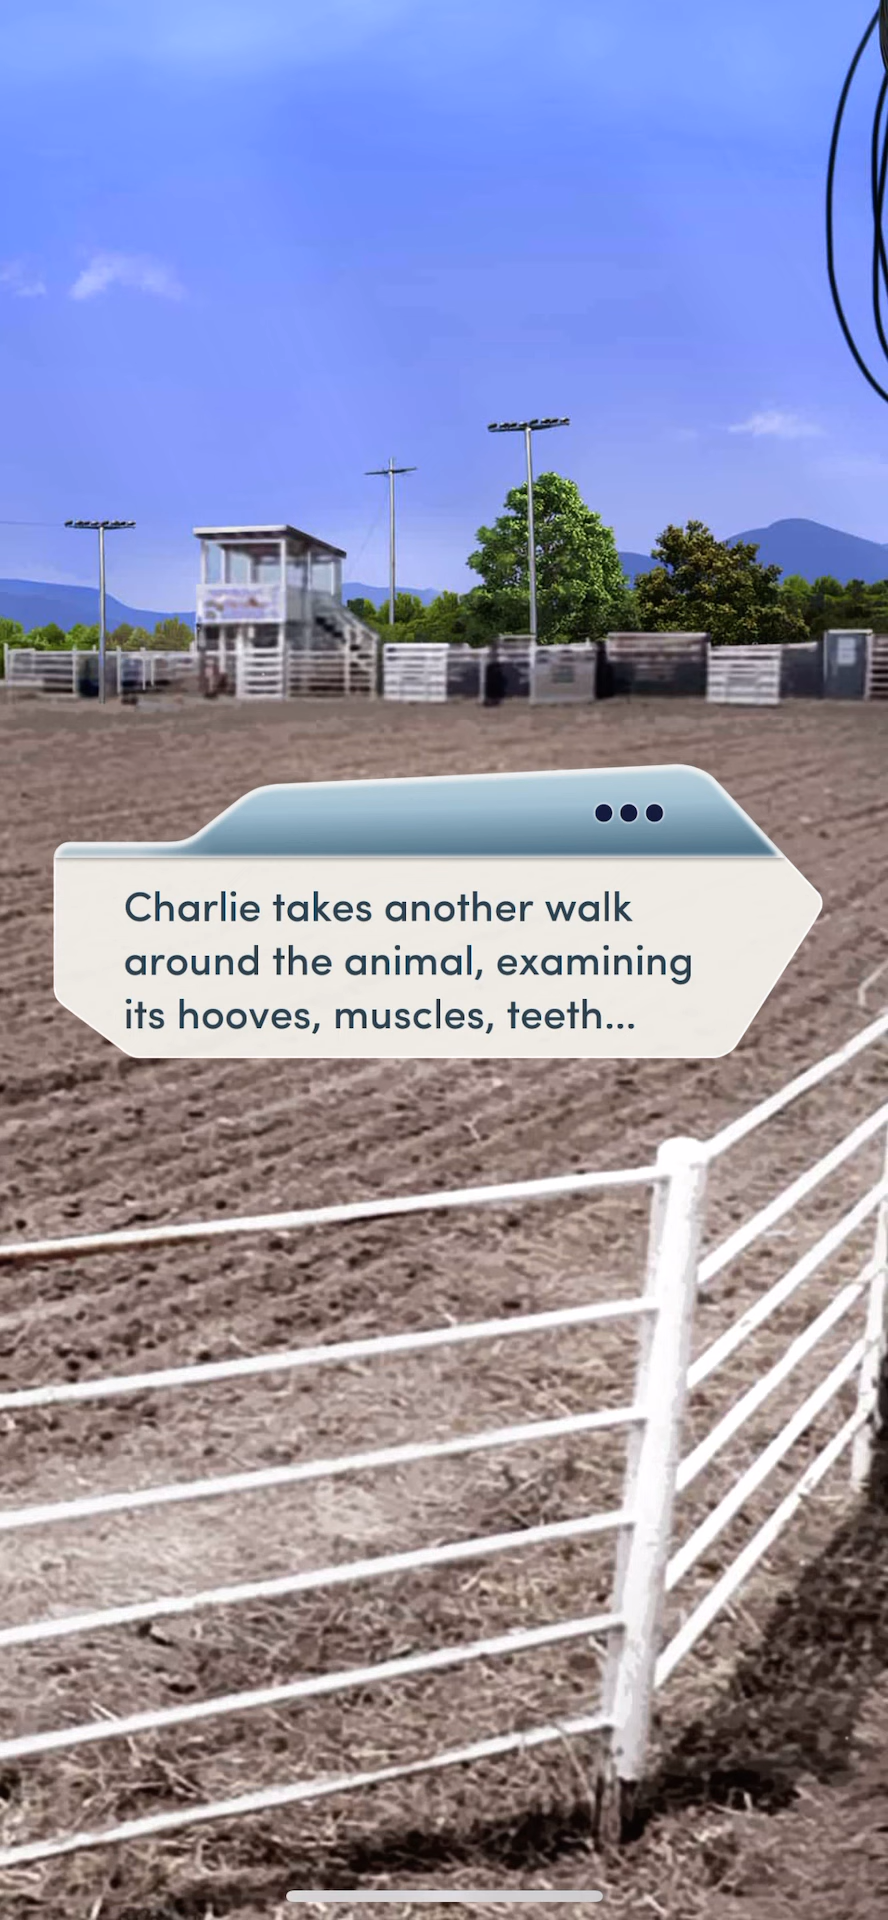 Charlie takes another walk
around the animal, examining
its hooves, muscles, teeth...